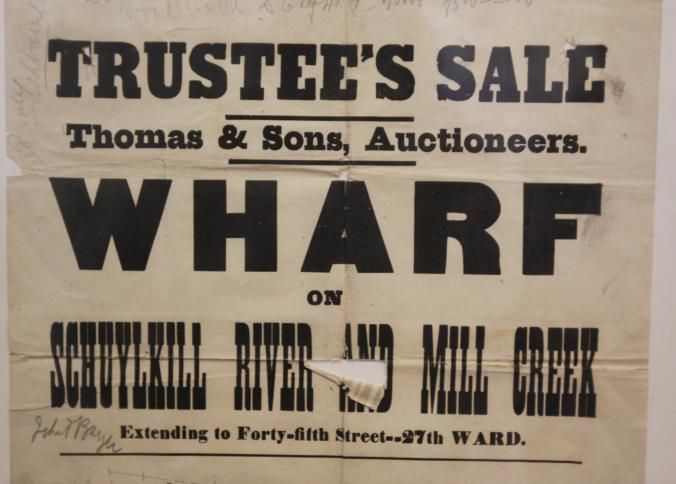 TRUSTEE'S SALE
Thomas & Sons, Auctioneers.
WHARF
ON
SCHUYLKILL RIVER AND MILL CREEK
Extending to Forty-fifth Street--27th WARD.